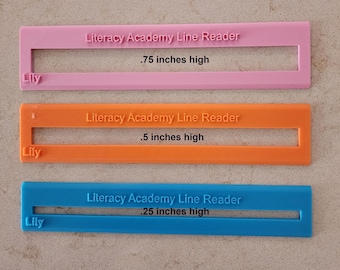 Literacy Academy Line Reader
.75 inches high
Lily
Literacy Academy Line Reader
.5 inches high
Lily
Literacy Academy Line Reader
.25 inches high
Lily